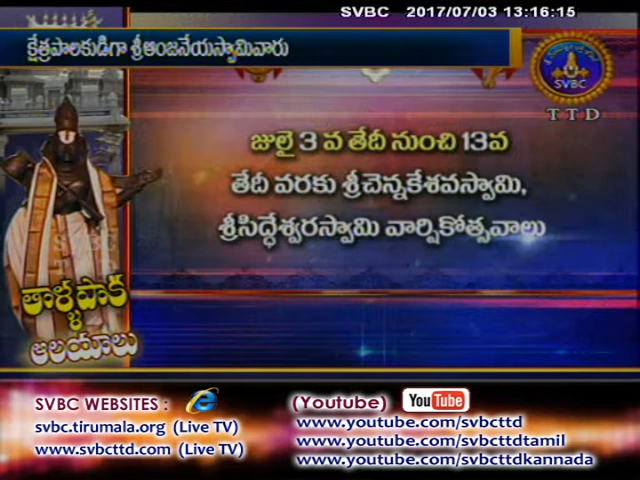 SVBC 2017/07/03 13:16:15
క్షేత్రపాలకుడిగా శ్రీఆంజనేయస్వామివారు
SVBC
TTD
జులై 3 వ తేదీ నుంచి 13వ
తేదీ వరకు శ్రీచెన్నకేశవస్వామి,
శ్రీసిద్ధేశ్వరస్వామి వార్షికోత్సవాలు
SVBC
తాళ్ళపాక
ఆలయాలు
SVBC WEBSITES :
svbc.tirumala.org (Live TV)
www.svbcttd.com (Live TV)
(Youtube) YouTube
www.youtube.com/svbcttd
www.youtube.com/svbcttdtamil
www.youtube.com/svbcttdkannada